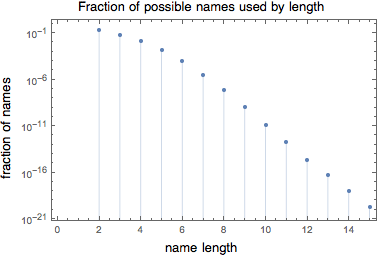 Fraction of possible names used by length
fraction of names
10⁻¹
10⁻⁶
10⁻¹¹
10⁻¹⁶
10⁻²¹
0 2 4 6 8 10 12 14
name length